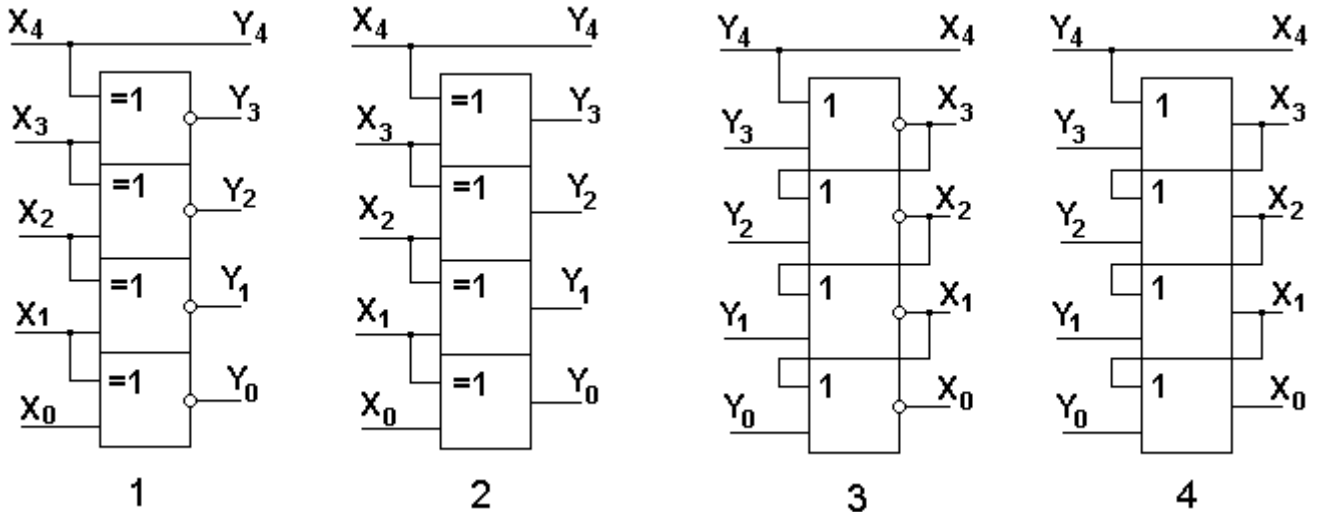 X₄ Y₄
=1
Y₃
X₃
=1
Y₂
X₂
=1
Y₁
X₁
=1
Y₀
X₀
1
X₄ Y₄
=1
Y₃
X₃
=1
Y₂
X₂
=1
Y₁
X₁
=1
Y₀
X₀
2
Y₄ X₄
1
X₃
Y₃
1
X₂
Y₂
1
X₁
Y₁
1
X₀
Y₀
3
Y₄ X₄
1
X₃
Y₃
1
X₂
Y₂
1
X₁
Y₁
1
X₀
Y₀
4